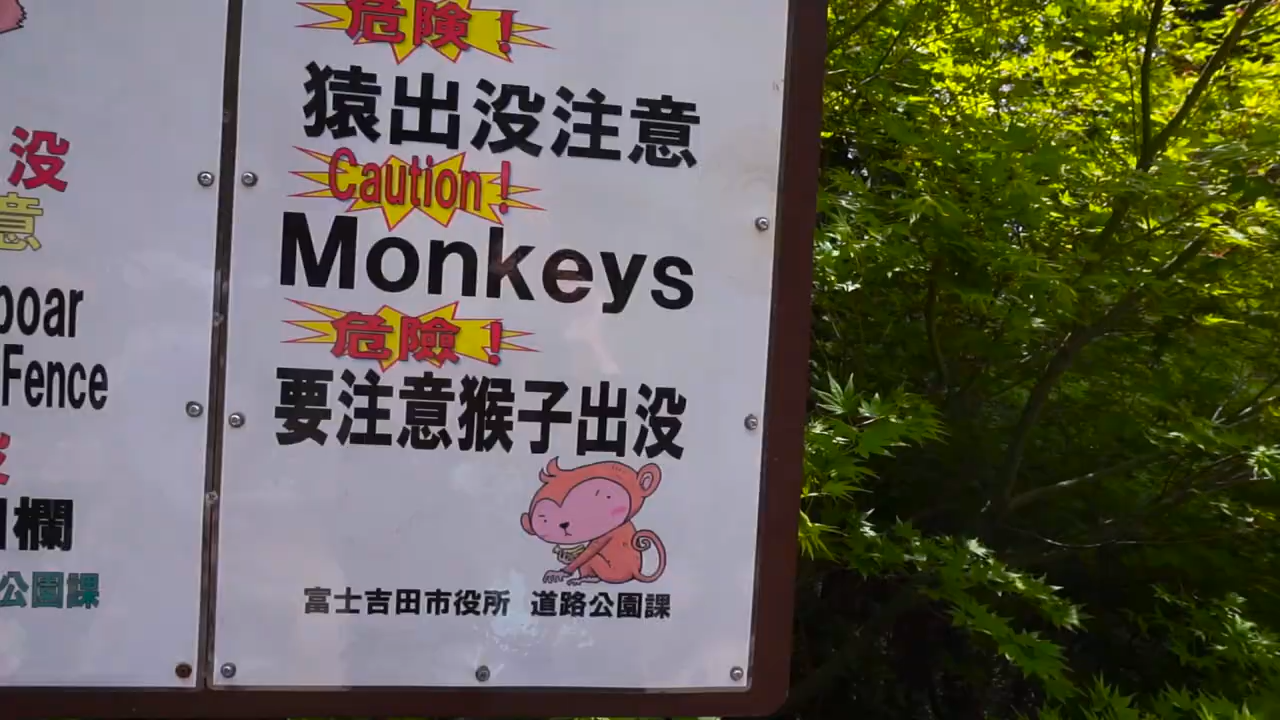 没
意
boar
Fence
欄
公園課
危険!
猿出没注意
Caution!
Monkeys
危險!
要注意猴子出没
富士吉田市役所 道路公園課